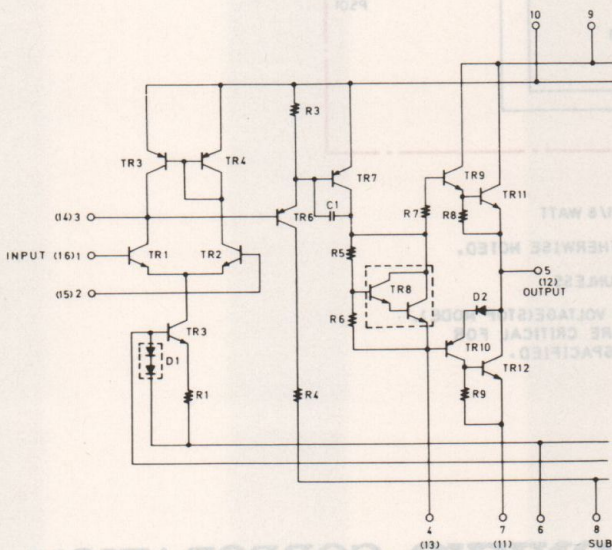 10 9
R3
TR3 TR4
TR7
TR9
TR11
C1
R7 R8
(14)3
TR6
INPUT (16)1
TR1 TR2
R5
TR8
5
(12)
OUTPUT
(15)2
D2
R6
TR3
TR10
D1
TR12
R1
R4
R9
4 7 6 8
(13) (11) SUB